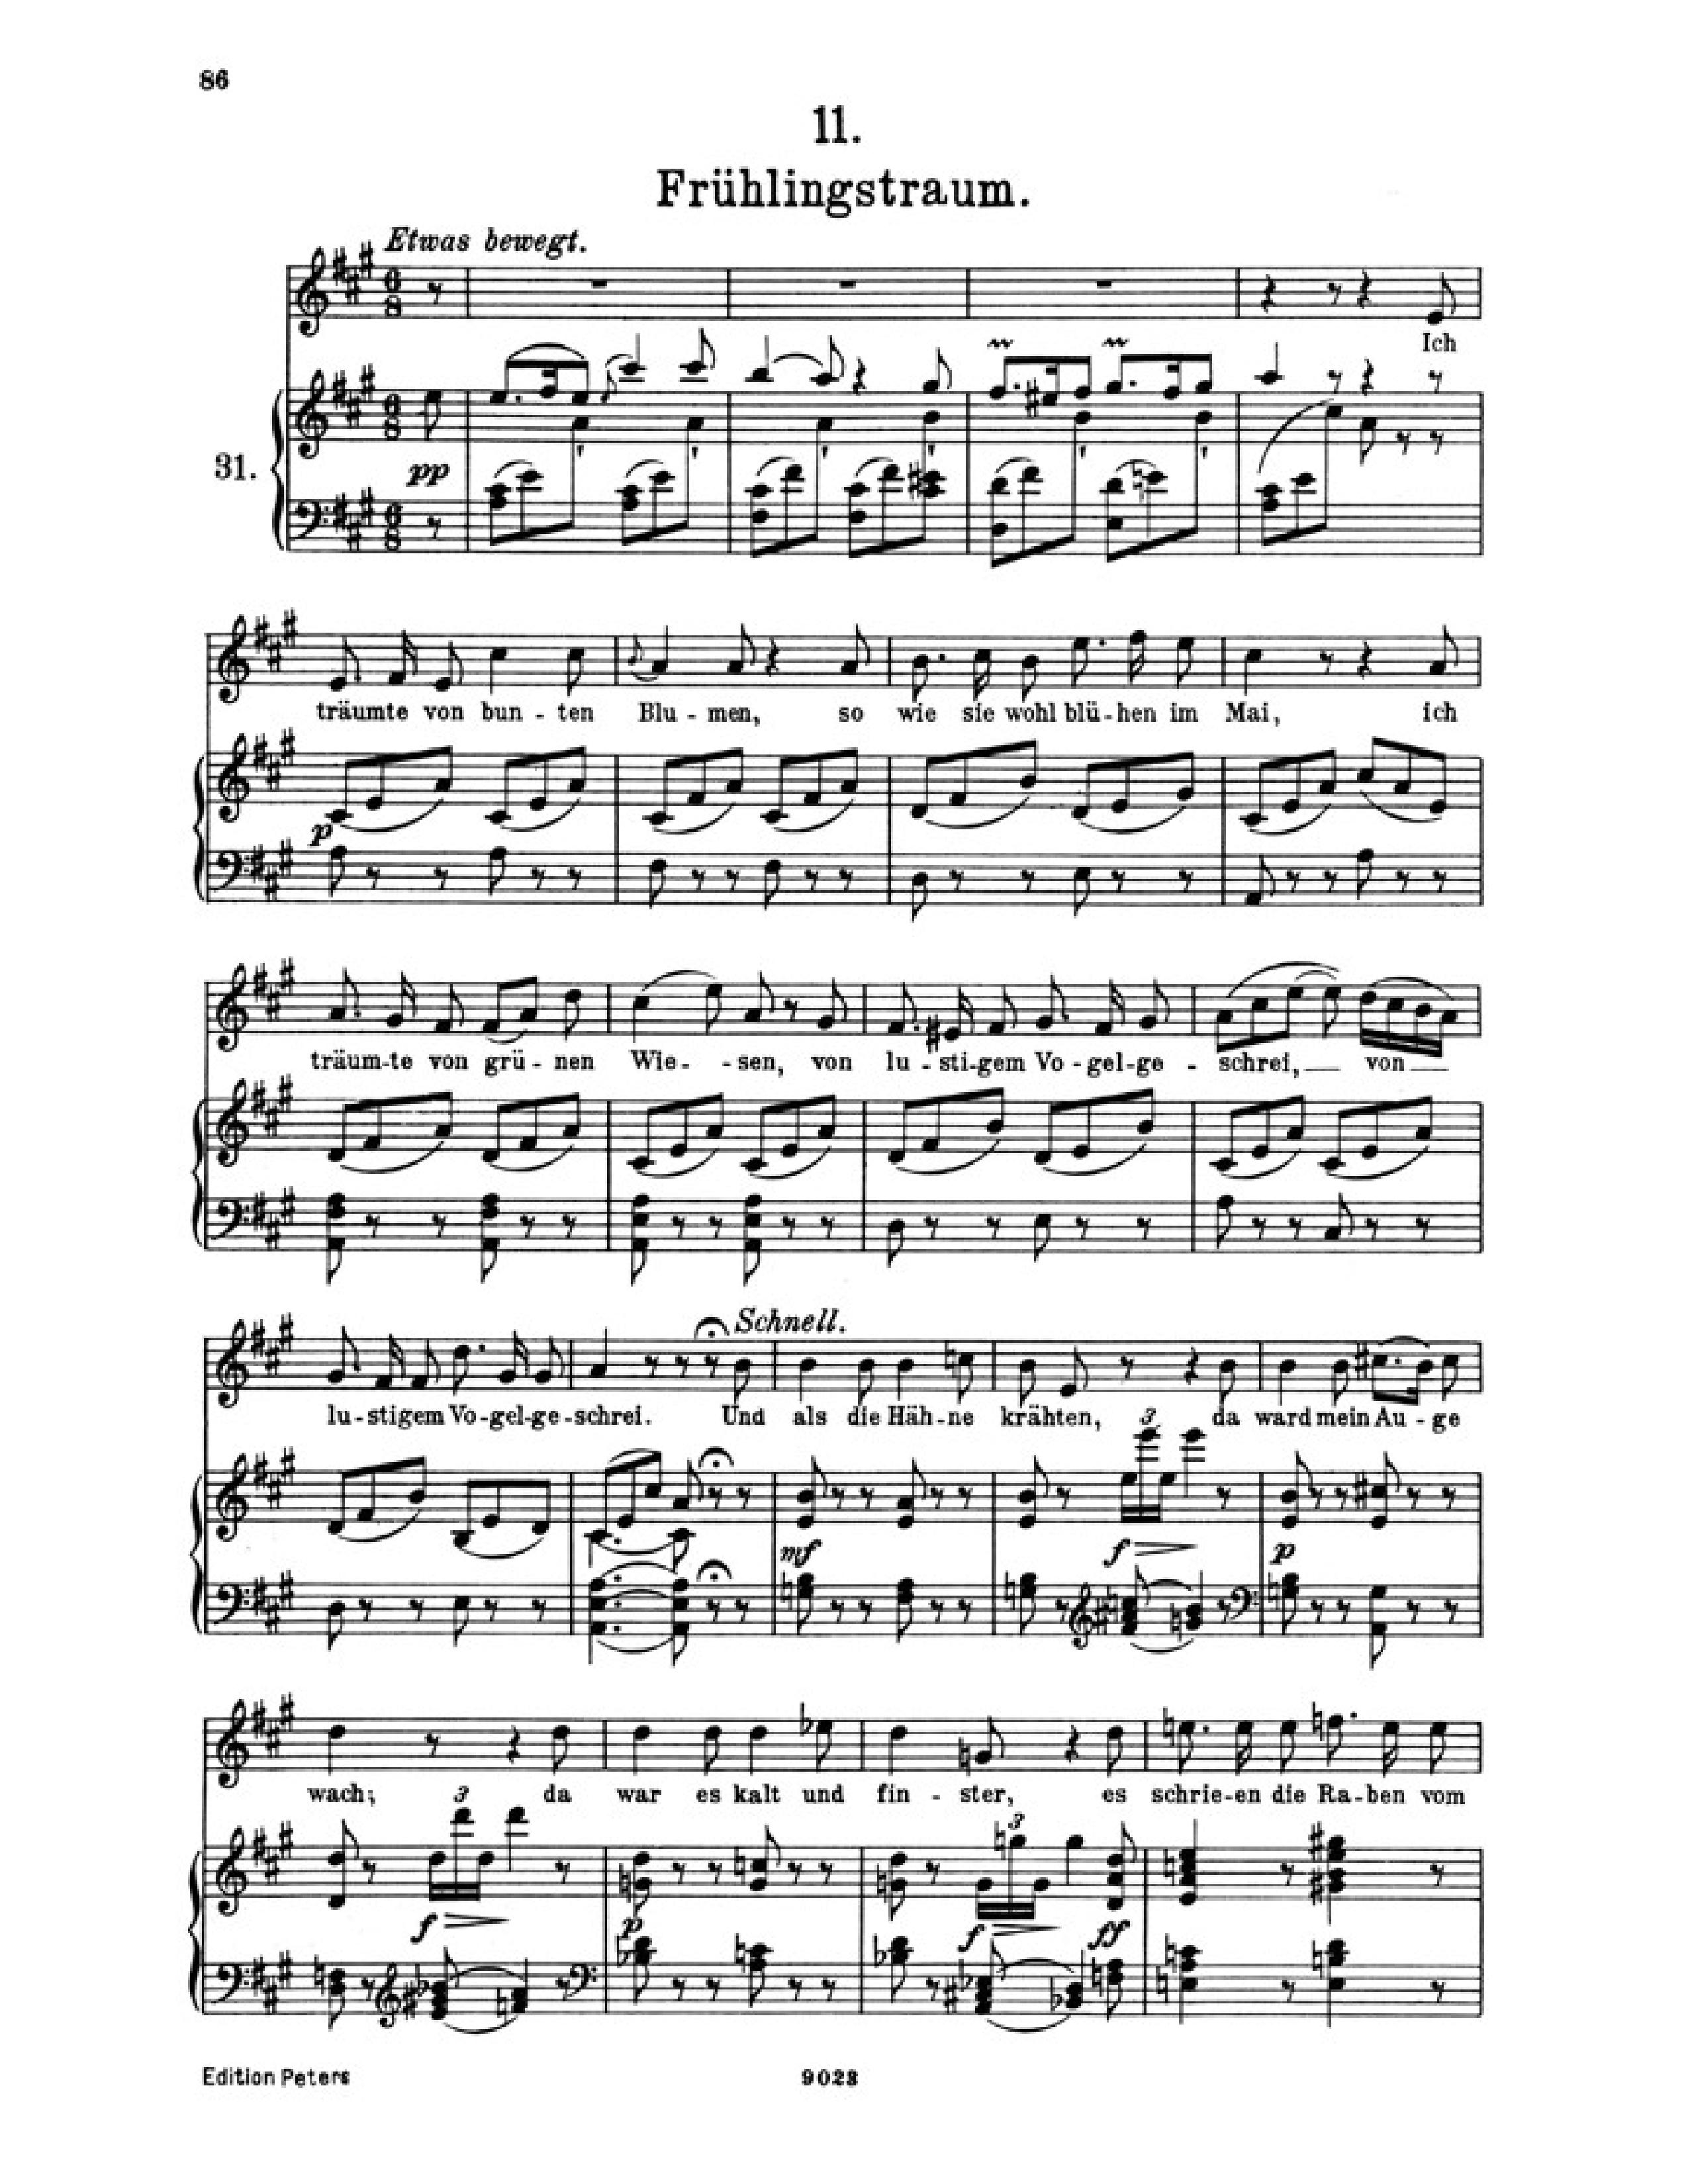 86
11.
Frühlingstraum.
Etwas bewegt.
Ich
31.
pp
träumte von bun - ten Blu - men, so wie sie wohl blü - hen im Mai, ich
p
träum-te von grü - nen Wie - - sen, von lu - sti-gem Vo - gel-ge - schrei, von
Schnell.
lu - stigem Vo-gel-ge-schrei. Und als die Häh-ne krähten, da ward mein Au - ge
3
mf f p
wach; da war es kalt und fin - ster, es schrie-en die Ra-ben vom
3
3
f p f ff
Edition Peters 9023